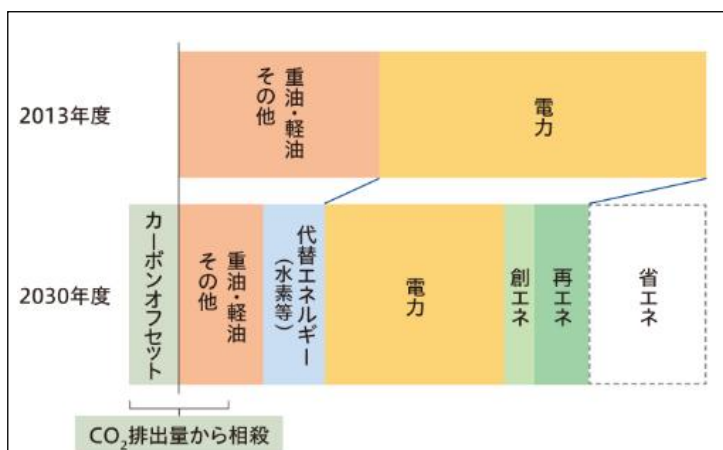 2013年度
重油・軽油
その他
電力
2030年度
カーボンオフセット
重油・軽油
その他
代替エネルギー
（水素等）
電力
創エネ
再エネ
省エネ
CO₂排出量から相殺